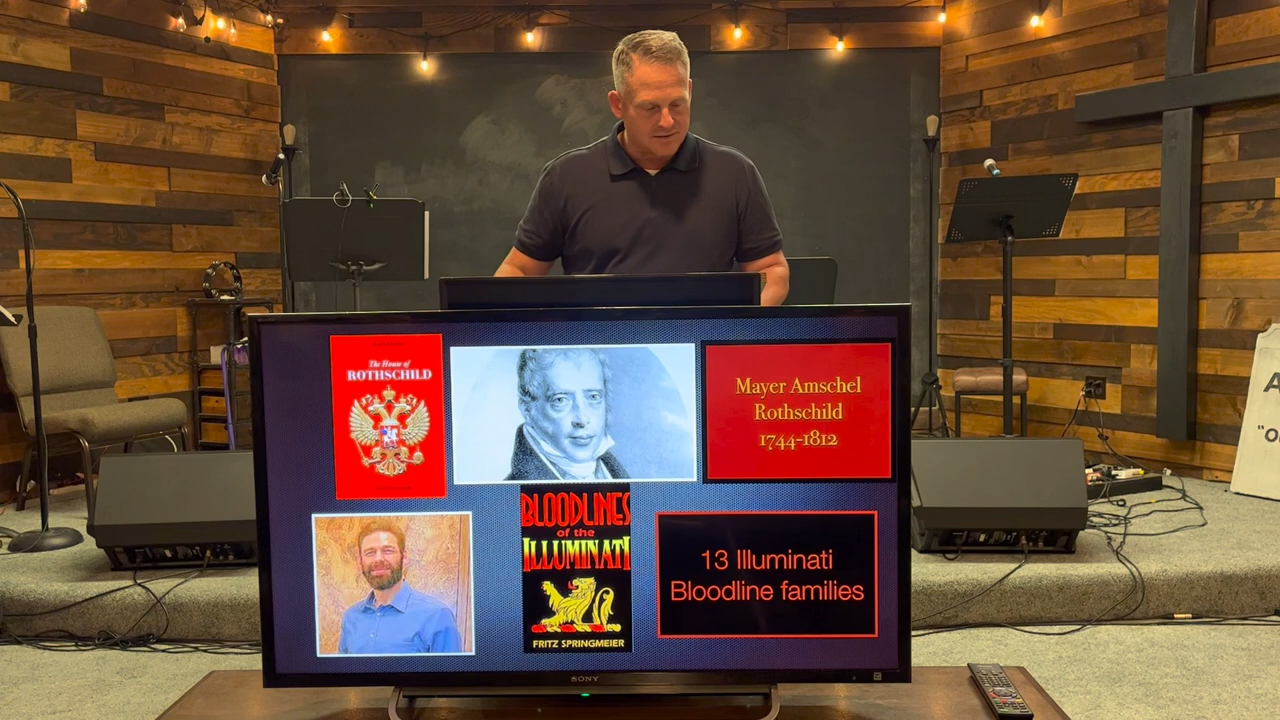 The House of
ROTHSCHILD
Mayer Amschel
Rothschild
1744-1812
BLOODLINES
of the
ILLUMINATI
FRITZ SPRINGMEIER
13 Illuminati
Bloodline families
SONY
A
"O